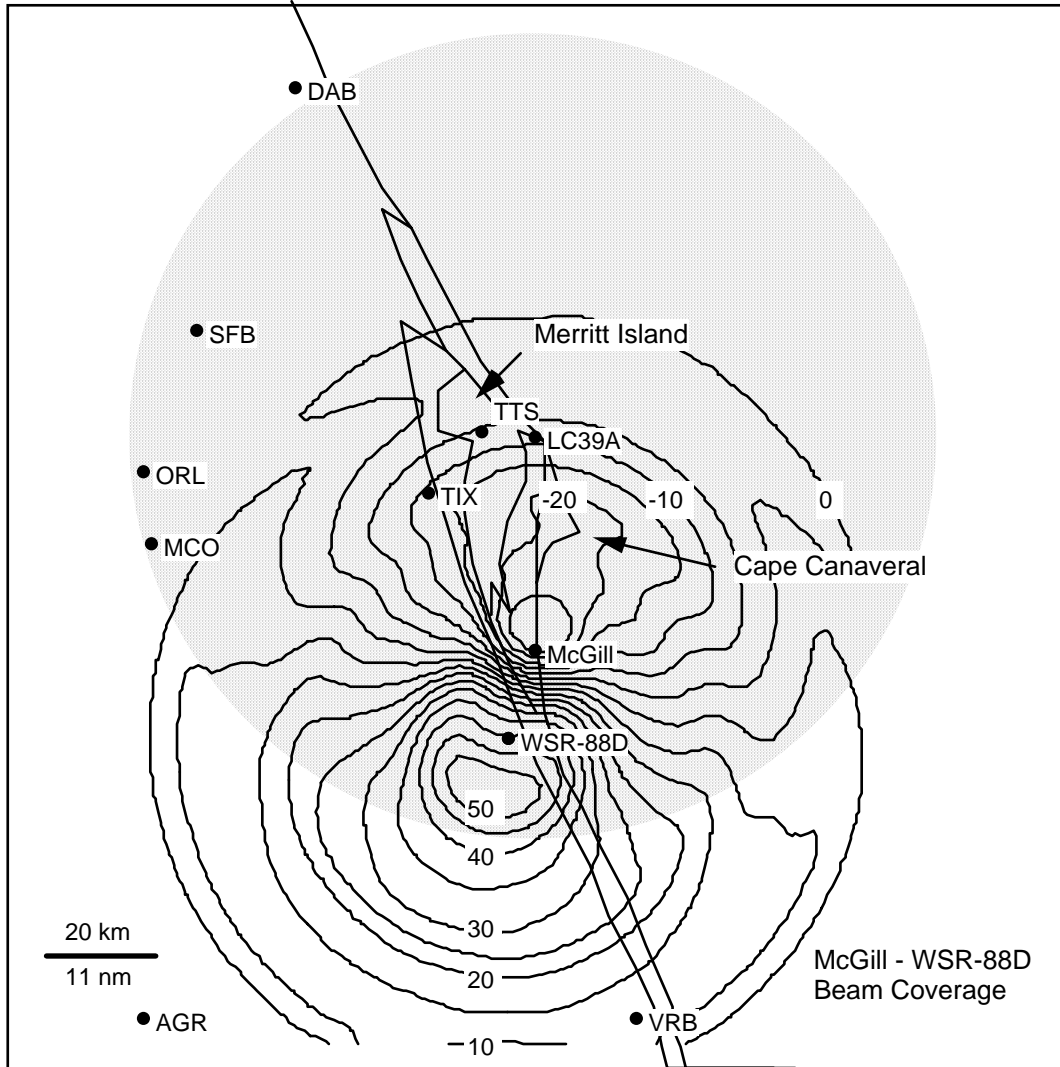 DAB
SFB
Merritt Island
TTS
LC39A
ORL
TIX
-20
-10
0
MCO
Cape Canaveral
McGill
WSR-88D
50
40
30
20 km
11 nm
20
McGill - WSR-88D
Beam Coverage
AGR
VRB
10